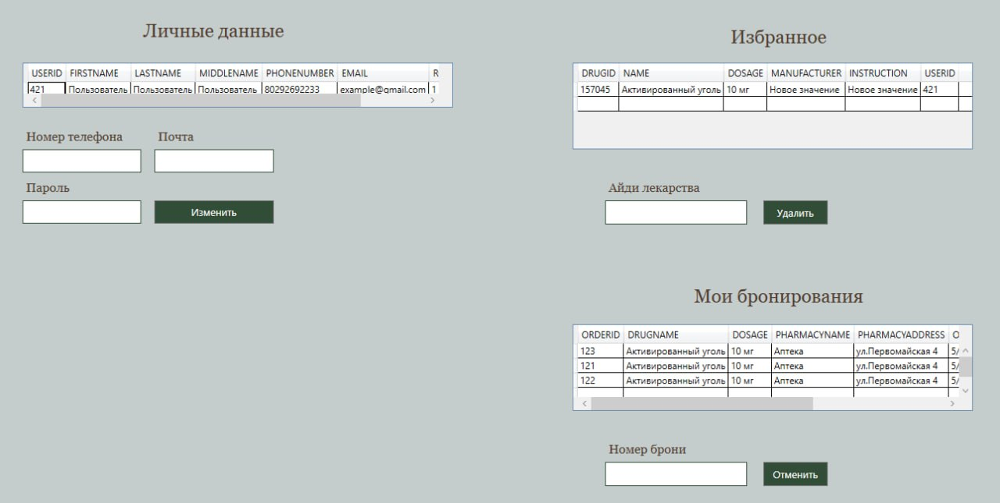 Личные данные
USERID FIRSTNAME LASTNAME MIDDLENAME PHONENUMBER EMAIL R
421 Пользователь Пользователь Пользователь 80292692233 example@gmail.com 1
Номер телефона Почта
Пароль
Изменить
Избранное
DRUGID NAME DOSAGE MANUFACTURER INSTRUCTION USERID
157045 Активированный уголь 10 мг Новое значение Новое значение 421
Айди лекарства
Удалить
Мои бронирования
ORDERID DRUGNAME DOSAGE PHARMACYNAME PHARMACYADDRESS O
123 Активированный уголь 10 мг Аптека ул.Первомайская 4 5/
121 Активированный уголь 10 мг Аптека ул.Первомайская 4 5/
122 Активированный уголь 10 мг Аптека ул.Первомайская 4 5/
Номер брони
Отменить